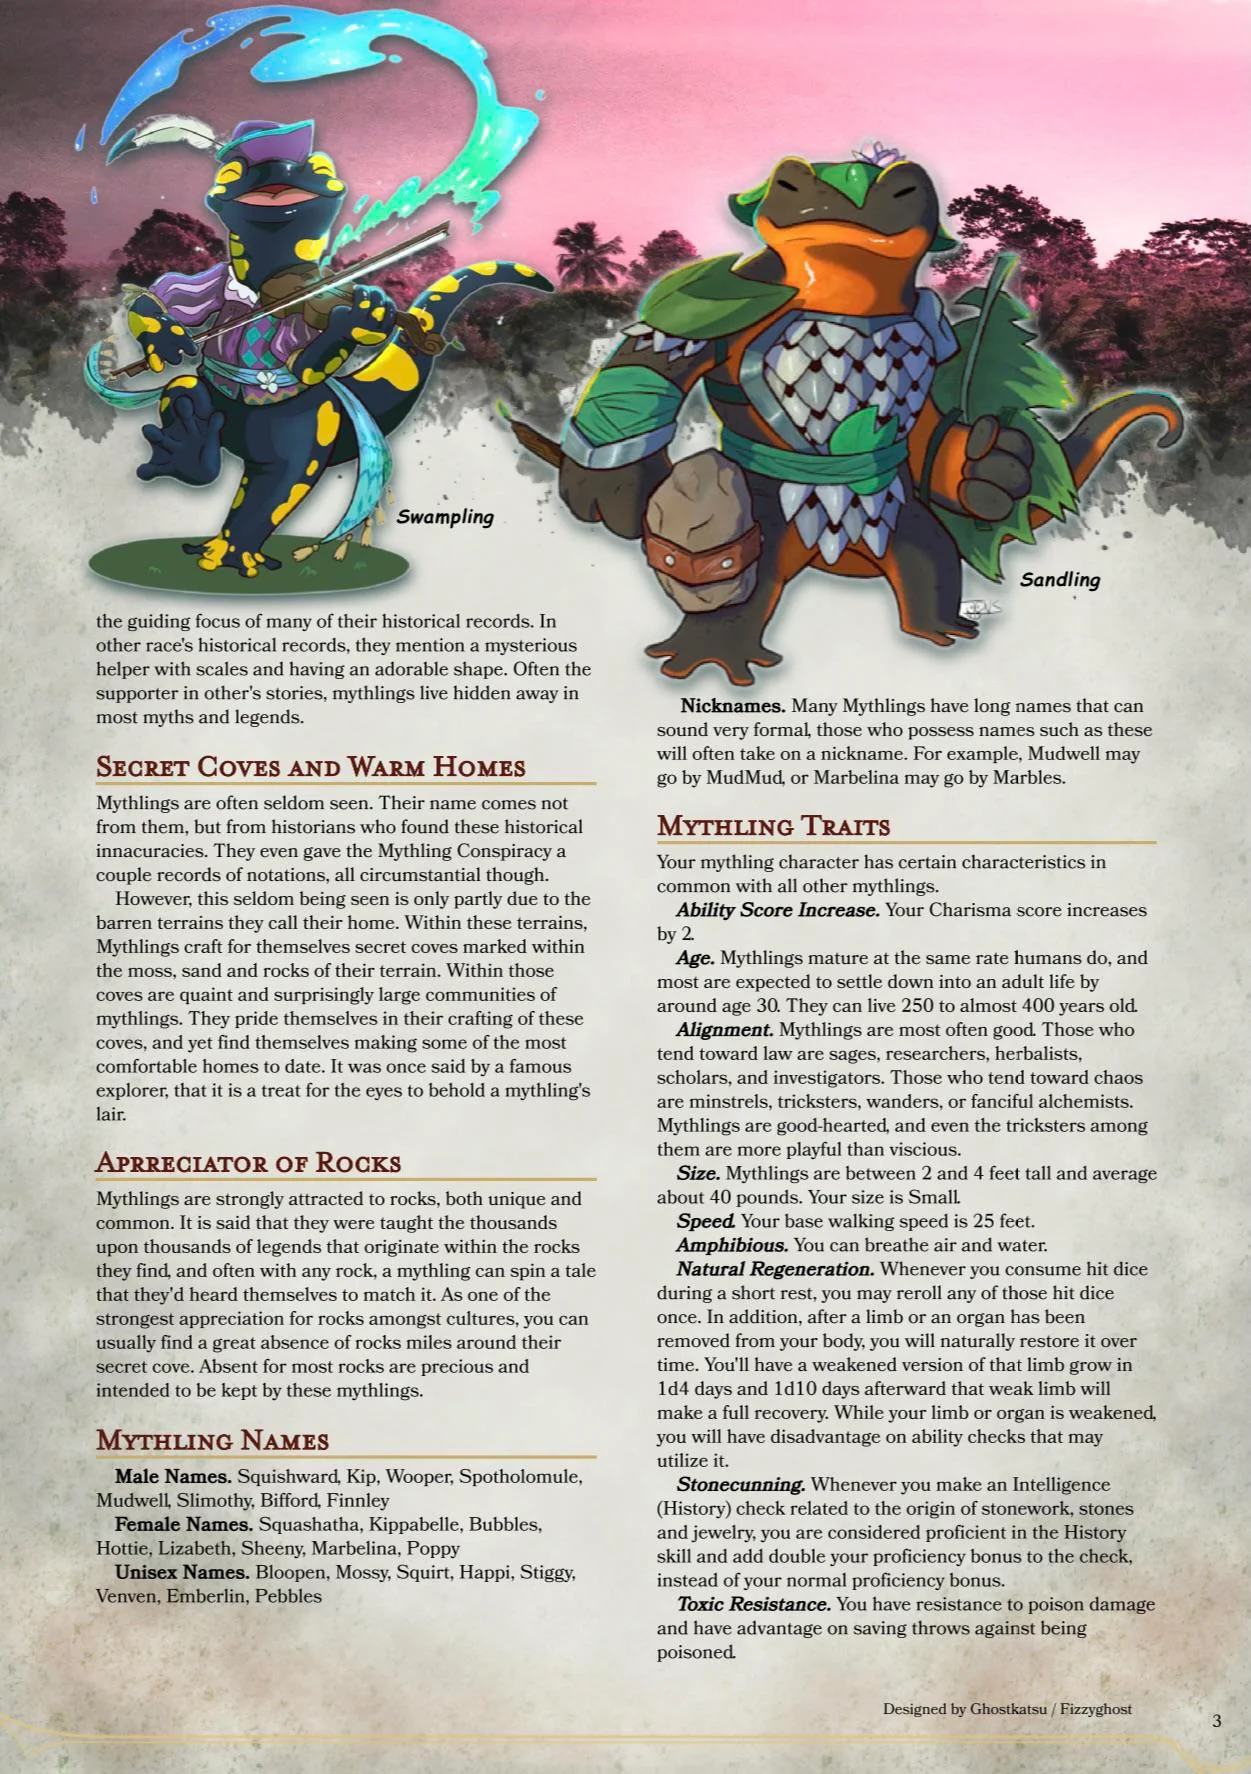 Swampling
Sandling
the guiding focus of many of their historical records. In
other race's historical records, they mention a mysterious
helper with scales and having an adorable shape. Often the
supporter in other's stories, mythlings live hidden away in
most myths and legends.
Secret Coves and Warm Homes
Mythlings are often seldom seen. Their name comes not
from them, but from historians who found these historical
innacuracies. They even gave the Mythling Conspiracy a
couple records of notations, all circumstantial though.
However, this seldom being seen is only partly due to the
barren terrains they call their home. Within these terrains,
Mythlings craft for themselves secret coves marked within
the moss, sand and rocks of their terrain. Within those
coves are quaint and surprisingly large communities of
mythlings. They pride themselves in their crafting of these
coves, and yet find themselves making some of the most
comfortable homes to date. It was once said by a famous
explorer, that it is a treat for the eyes to behold a mythling's
lair.
Aprreciator of Rocks
Mythlings are strongly attracted to rocks, both unique and
common. It is said that they were taught the thousands
upon thousands of legends that originate within the rocks
they find, and often with any rock, a mythling can spin a tale
that they'd heard themselves to match it. As one of the
strongest appreciation for rocks amongst cultures, you can
usually find a great absence of rocks miles around their
secret cove. Absent for most rocks are precious and
intended to be kept by these mythlings.
Mythling Names
Male Names. Squishward, Kip, Wooper, Spotholomule,
Mudwell, Slimothy, Bifford, Finnley
Female Names. Squashatha, Kippabelle, Bubbles,
Hottie, Lizabeth, Sheeny, Marbelina, Poppy
Unisex Names. Bloopen, Mossy, Squirt, Happi, Stiggy,
Venven, Emberlin, Pebbles
Nicknames. Many Mythlings have long names that can
sound very formal, those who possess names such as these
will often take on a nickname. For example, Mudwell may
go by MudMud, or Marbelina may go by Marbles.
Mythling Traits
Your mythling character has certain characteristics in
common with all other mythlings.
Ability Score Increase. Your Charisma score increases
by 2.
Age. Mythlings mature at the same rate humans do, and
most are expected to settle down into an adult life by
around age 30. They can live 250 to almost 400 years old.
Alignment. Mythlings are most often good. Those who
tend toward law are sages, researchers, herbalists,
scholars, and investigators. Those who tend toward chaos
are minstrels, tricksters, wanders, or fanciful alchemists.
Mythlings are good-hearted, and even the tricksters among
them are more playful than viscious.
Size. Mythlings are between 2 and 4 feet tall and average
about 40 pounds. Your size is Small.
Speed. Your base walking speed is 25 feet.
Amphibious. You can breathe air and water.
Natural Regeneration. Whenever you consume hit dice
during a short rest, you may reroll any of those hit dice
once. In addition, after a limb or an organ has been
removed from your body, you will naturally restore it over
time. You'll have a weakened version of that limb grow in
1d4 days and 1d10 days afterward that weak limb will
make a full recovery. While your limb or organ is weakened,
you will have disadvantage on ability checks that may
utilize it.
Stonecunning. Whenever you make an Intelligence
(History) check related to the origin of stonework, stones
and jewelry, you are considered proficient in the History
skill and add double your proficiency bonus to the check,
instead of your normal proficiency bonus.
Toxic Resistance. You have resistance to poison damage
and have advantage on saving throws against being
poisoned.
Designed by Ghostkatsu / Fizzyghost
3